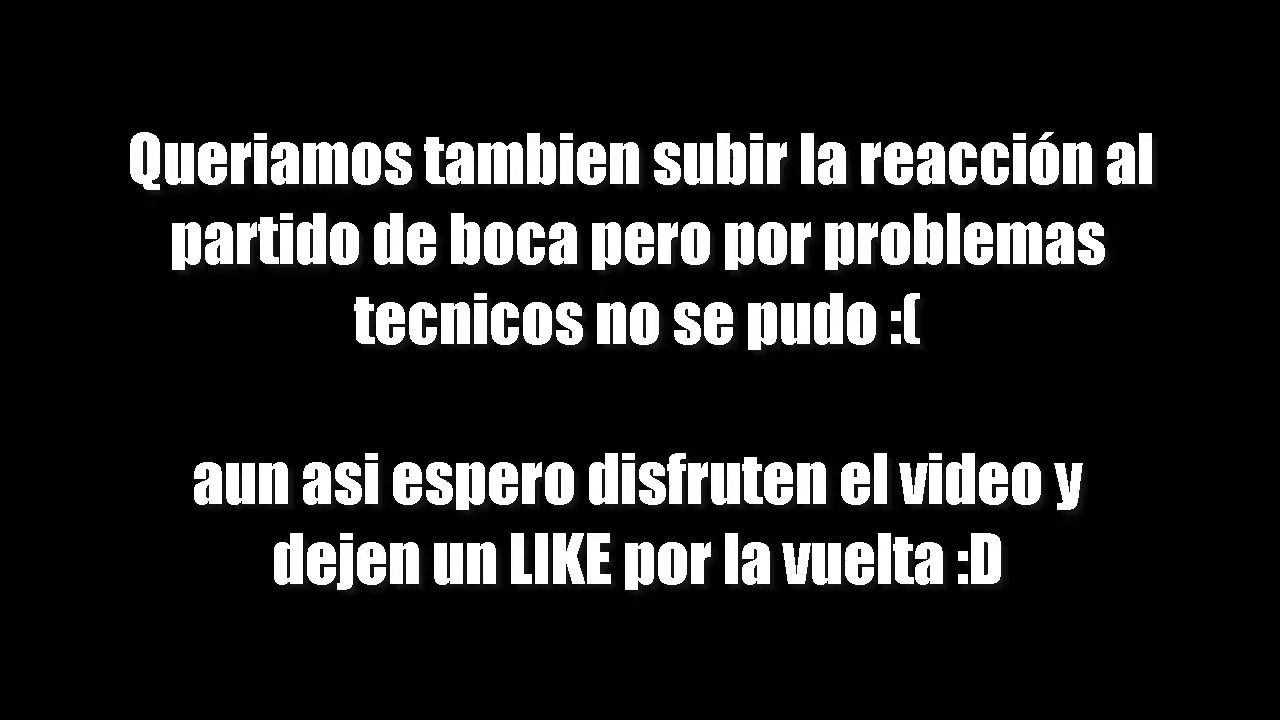 Queriamos tambien subir la reacción al
partido de boca pero por problemas
tecnicos no se pudo :(
aun asi espero disfruten el video y
dejen un LIKE por la vuelta :D